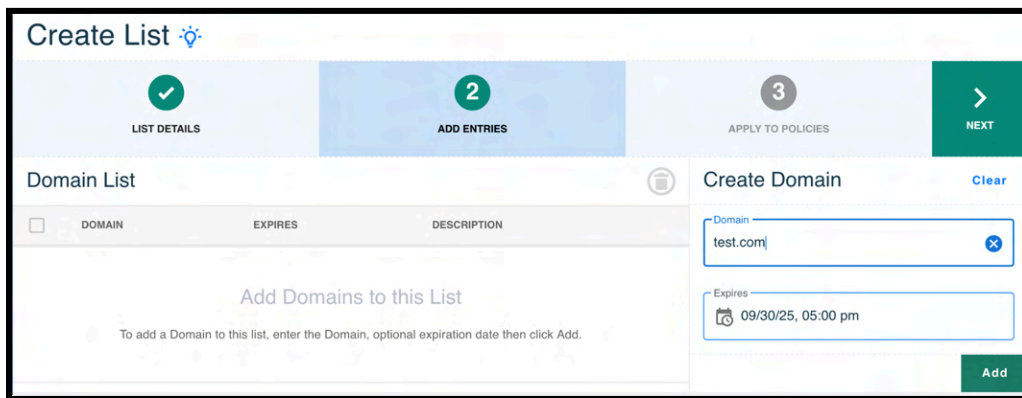 Create List
2
3
LIST DETAILS
ADD ENTRIES
APPLY TO POLICIES
NEXT
Domain List
Create Domain
Clear
DOMAIN
EXPIRES
DESCRIPTION
Domain
test.com
Add Domains to this List
Expires
09/30/25, 05:00 pm
To add a Domain to this list, enter the Domain, optional expiration date then click Add.
Add